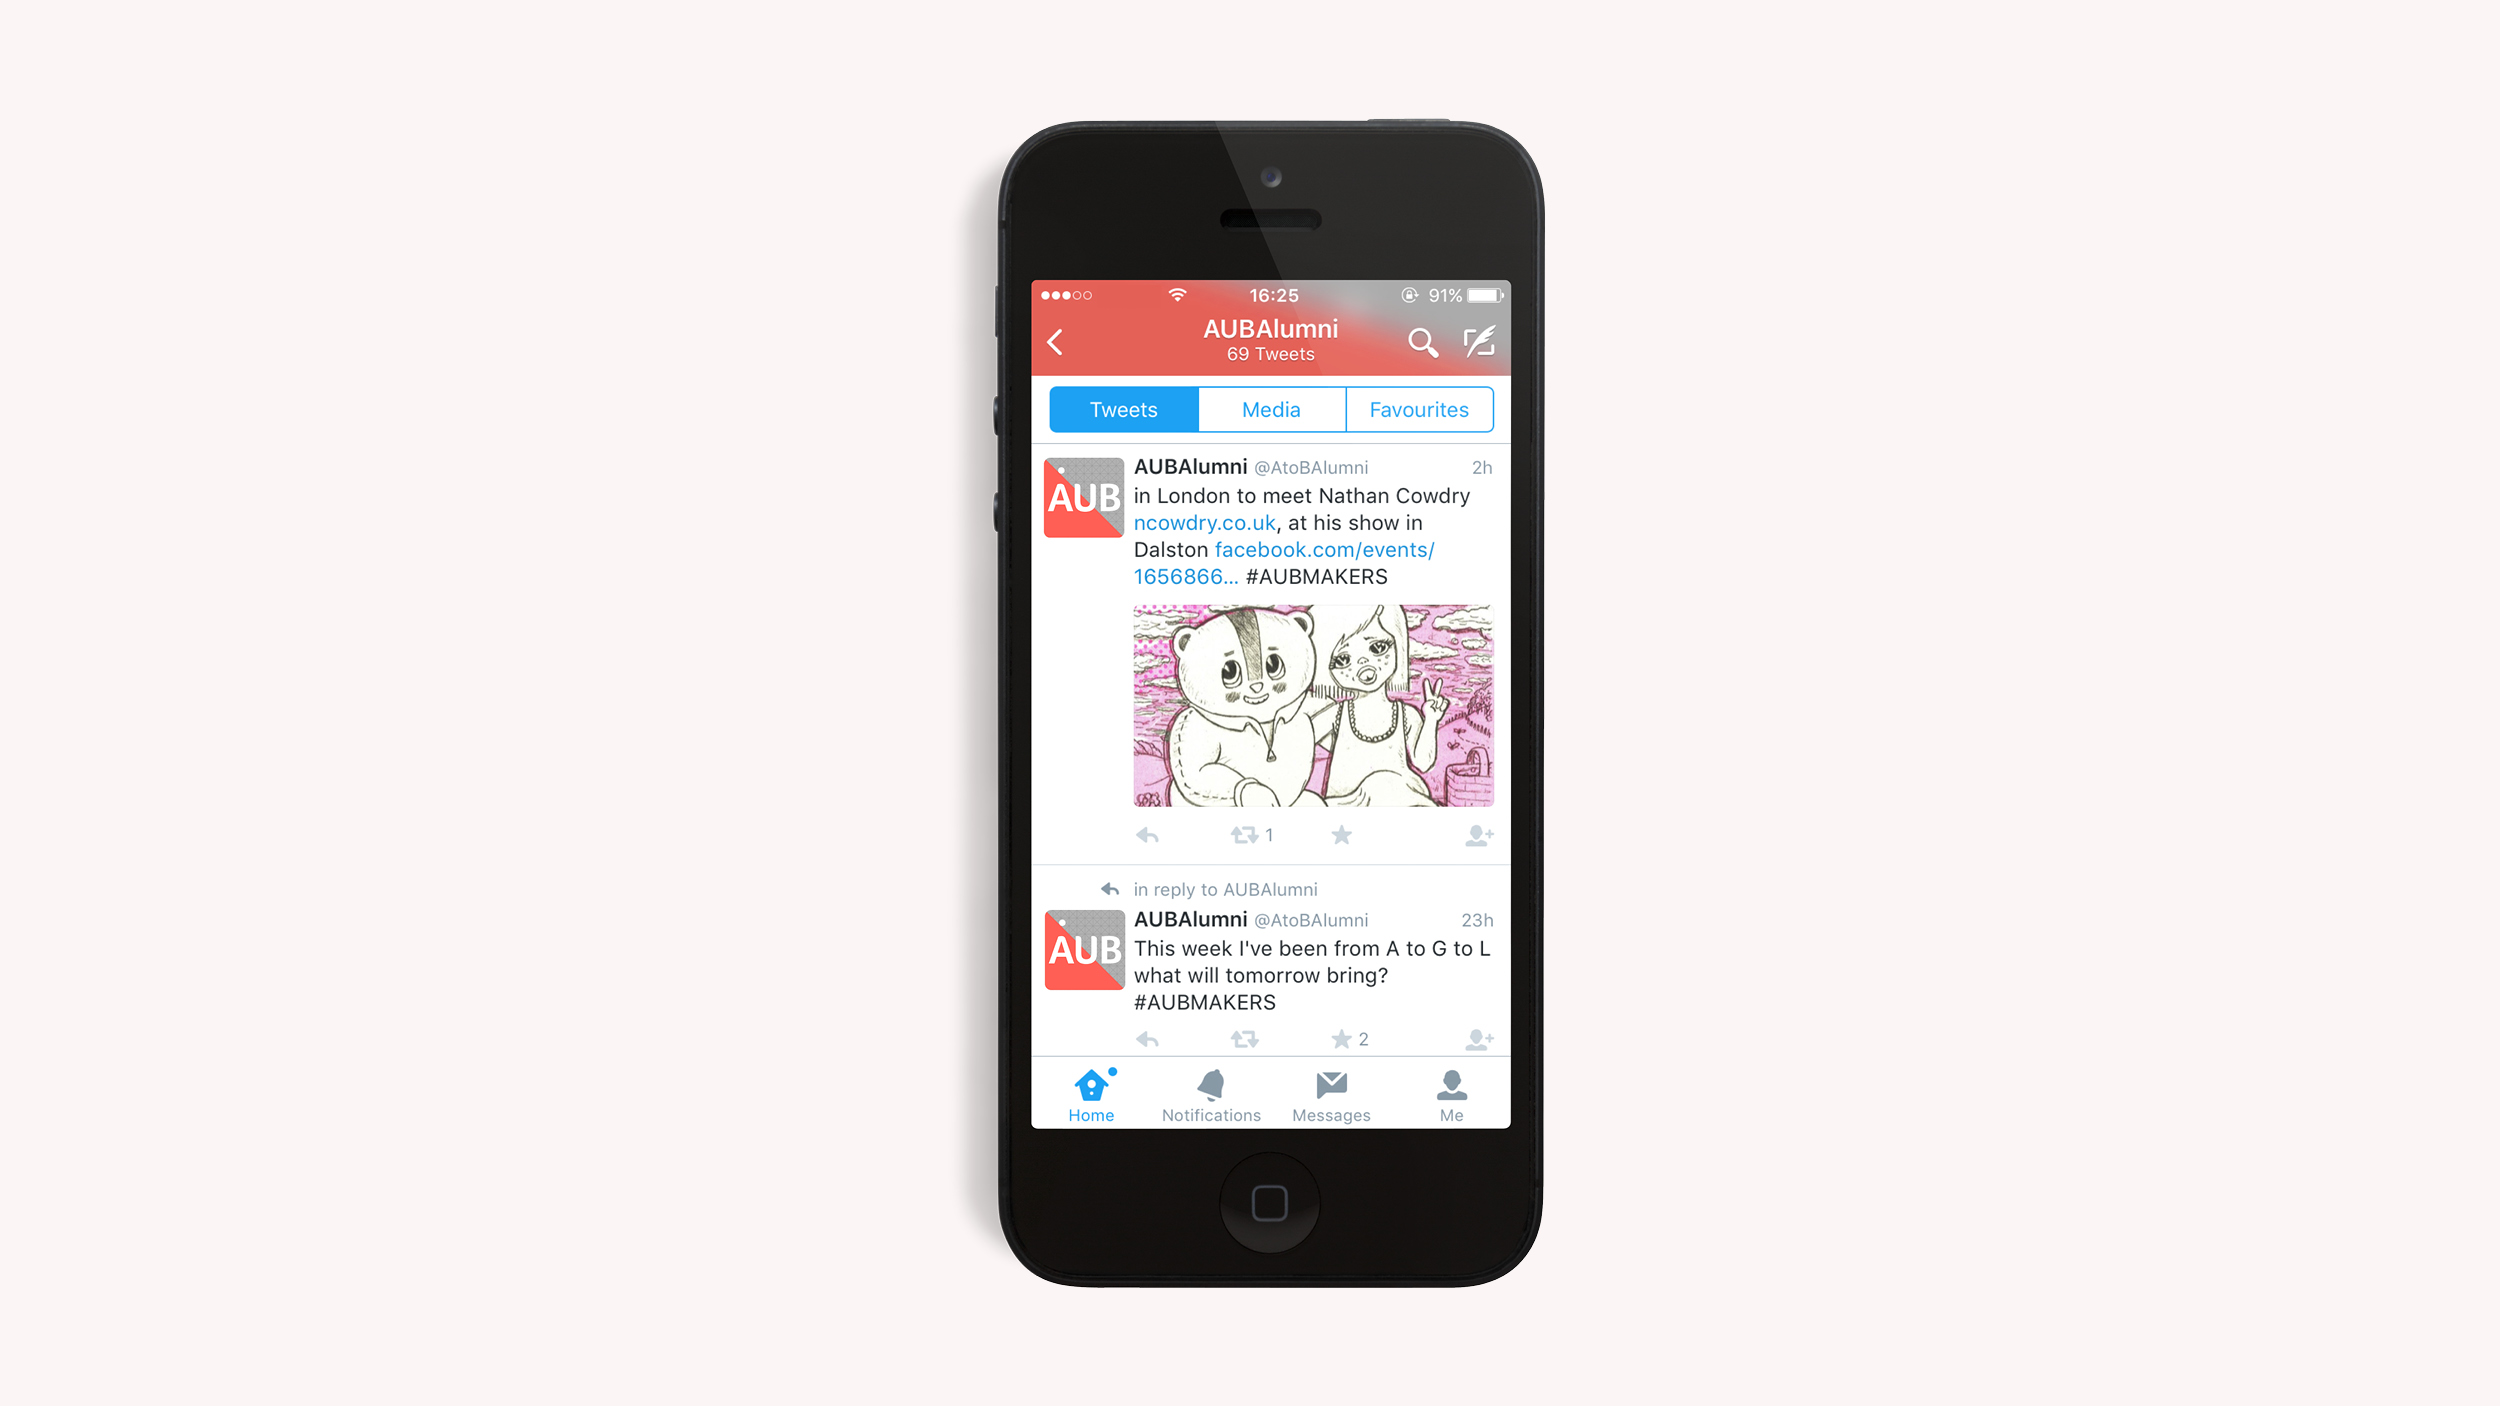 16:25
91%
AUBAlumni
69 Tweets
Tweets Media Favourites
AUB
AUBAlumni @AtoBAlumni 2h
in London to meet Nathan Cowdry
ncowdry.co.uk, at his show in
Dalston facebook.com/events/
1656866... #AUBMAKERS
1
in reply to AUBAlumni
AUB
AUBAlumni @AtoBAlumni 23h
This week I've been from A to G to L
what will tomorrow bring?
#AUBMAKERS
2
Home Notifications Messages Me